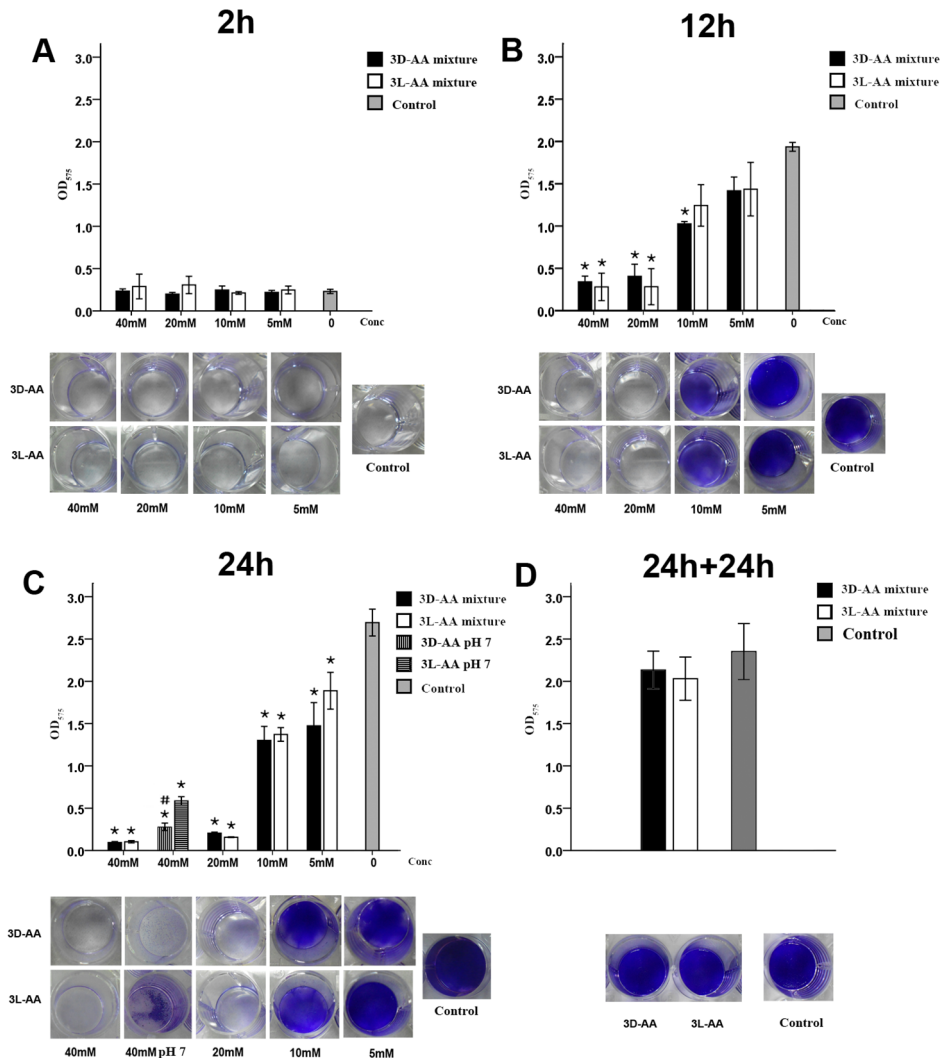 2h
A
3D-AA mixture
3L-AA mixture
Control
OD575
3.0
2.5
2.0
1.5
1.0
0.5
0.0
40mM 20mM 10mM 5mM 0 Conc
3D-AA
3L-AA
Control
40mM 20mM 10mM 5mM
12h
B
3D-AA mixture
3L-AA mixture
Control
OD575
3.0
2.5
2.0
1.5
1.0
0.5
0.0
* * * * *
40mM 20mM 10mM 5mM 0 Conc
3D-AA
3L-AA
Control
40mM 20mM 10mM 5mM
24h
C
3D-AA mixture
3L-AA mixture
3D-AA pH 7
3L-AA pH 7
Control
OD575
3.0
2.5
2.0
1.5
1.0
0.5
0.0
* * # * * * * * * * *
40mM 40mM 20mM 10mM 5mM 0 Conc
3D-AA
3L-AA
Control
40mM 40mM pH 7 20mM 10mM 5mM
24h+24h
D
3D-AA mixture
3L-AA mixture
Control
OD575
3.0
2.5
2.0
1.5
1.0
0.5
0.0
3D-AA 3L-AA Control